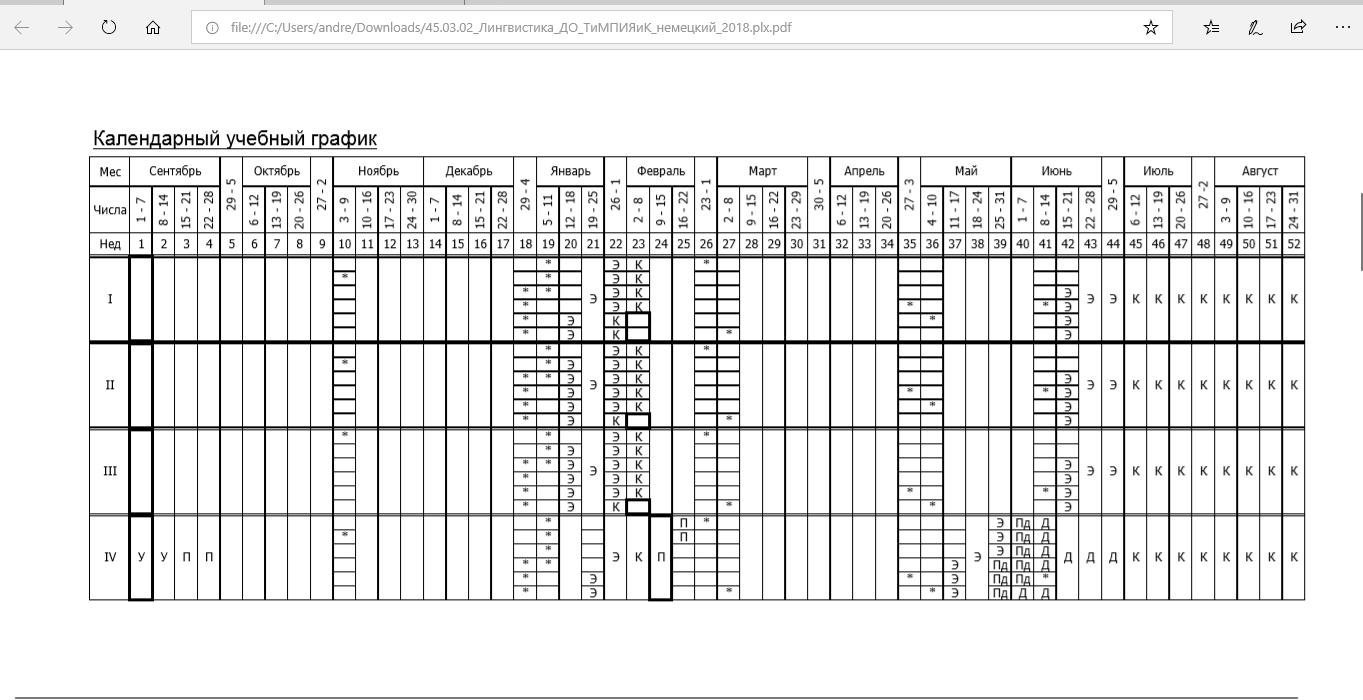 file:///C:/Users/andre/Downloads/45.03.02_Лингвистика_ДО_ТиМПИЯиК_немецкий_2018.plx.pdf
Календарный учебный график
Мес Сентябрь 29 - 5 Октябрь 27 - 2 Ноябрь Декабрь 29 - 4 Январь 26 - 1 Февраль 23 - 1 Март 30 - 5 Апрель 27 - 3 Май Июнь 29 - 5 Июль 27 -2 Август
Числа 1 - 7 8 - 14 15 - 21 22 - 28 6 - 12 13 - 19 20 - 26 3 - 9 10 - 16 17 - 23 24 - 30 1 - 7 8 - 14 15 - 21 22 - 28 5 - 11 12 - 18 19 - 25 2 - 8 9 - 15 16 - 22 2 - 8 9 - 15 16 - 22 23 - 29 6 - 12 13 - 19 20 - 26 4 - 10 11 - 17 18 - 24 25 - 31 1 - 7 8 - 14 15 - 21 22 - 28 6 - 12 13 - 19 20 - 26 3 - 9 10 - 16 17 - 23 24 - 31
Нед 1 2 3 4 5 6 7 8 9 10 11 12 13 14 15 16 17 18 19 20 21 22 23 24 25 26 27 28 29 30 31 32 33 34 35 36 37 38 39 40 41 42 43 44 45 46 47 48 49 50 51 52
* Э К *
* * Э К
* * Э К Э
I * Э Э К * * Э Э Э К К К К К К К К
* Э К * Э
* Э К * Э
* Э К *
* * Э Э К
* * Э Э К Э
II * Э Э Э К * * Э Э Э К К К К К К К К
* Э Э К * Э
* Э К * Э
* * Э К *
* Э Э К
* * Э Э К Э
III * Э Э Э К Э Э Э К К К К К К К К
* Э Э К * * Э
* Э К * * Э
* П * Э Пд Д
* * П Э Пд Д
* Э Пд Д
IV У У П П * * Э К П Э Э Пд Пд Д Д Д Д К К К К К К К К
* Э * Э Пд Пд *
* Э * * Э Пд Д Д